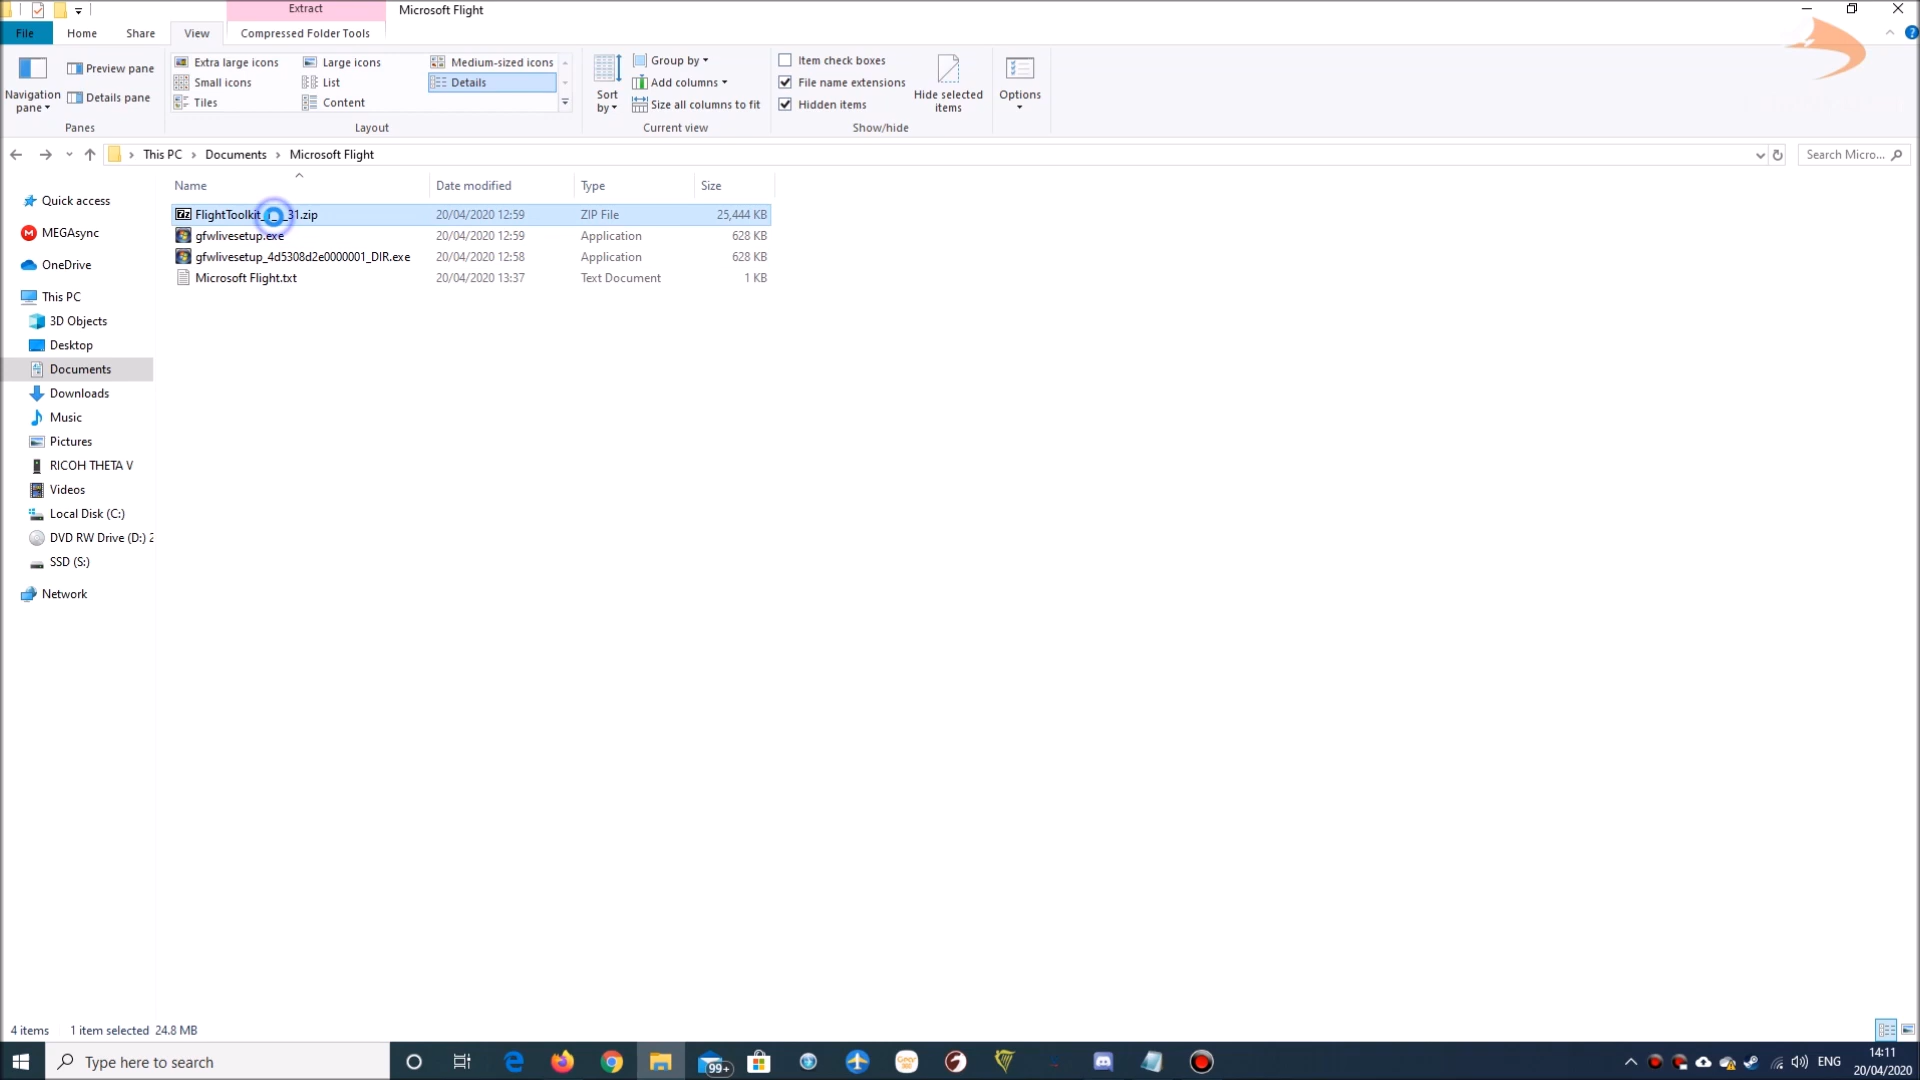 Extract
Microsoft Flight
File Home Share View Compressed Folder Tools
Navigation pane
Preview pane
Details pane
Panes
Extra large icons Large icons Medium-sized icons
Small icons List Details
Tiles Content
Layout
Sort by
Group by
Add columns
Size all columns to fit
Current view
Item check boxes
File name extensions
Hidden items
Hide selected items
Show/hide
Options
This PC Documents Microsoft Flight
Search Micro...
Name Date modified Type Size
20/04/2020 12:59 ZIP File 25,444 KB
gfwlivesetup.exe 20/04/2020 12:59 Application 628 KB
gfwlivesetup_4d5308d2e0000001_DIR.exe 20/04/2020 12:58 Application 628 KB
Microsoft Flight.txt 20/04/2020 13:37 Text Document 1 KB
Quick access
MEGAsync
OneDrive
This PC
3D Objects
Desktop
Documents
Downloads
Music
Pictures
RICOH THETA V
Videos
Local Disk (C:)
DVD RW Drive (D:) 2
SSD (S:)
Network
4 items 1 item selected 24.8 MB
Type here to search
99+
ENG
14:11
20/04/2020